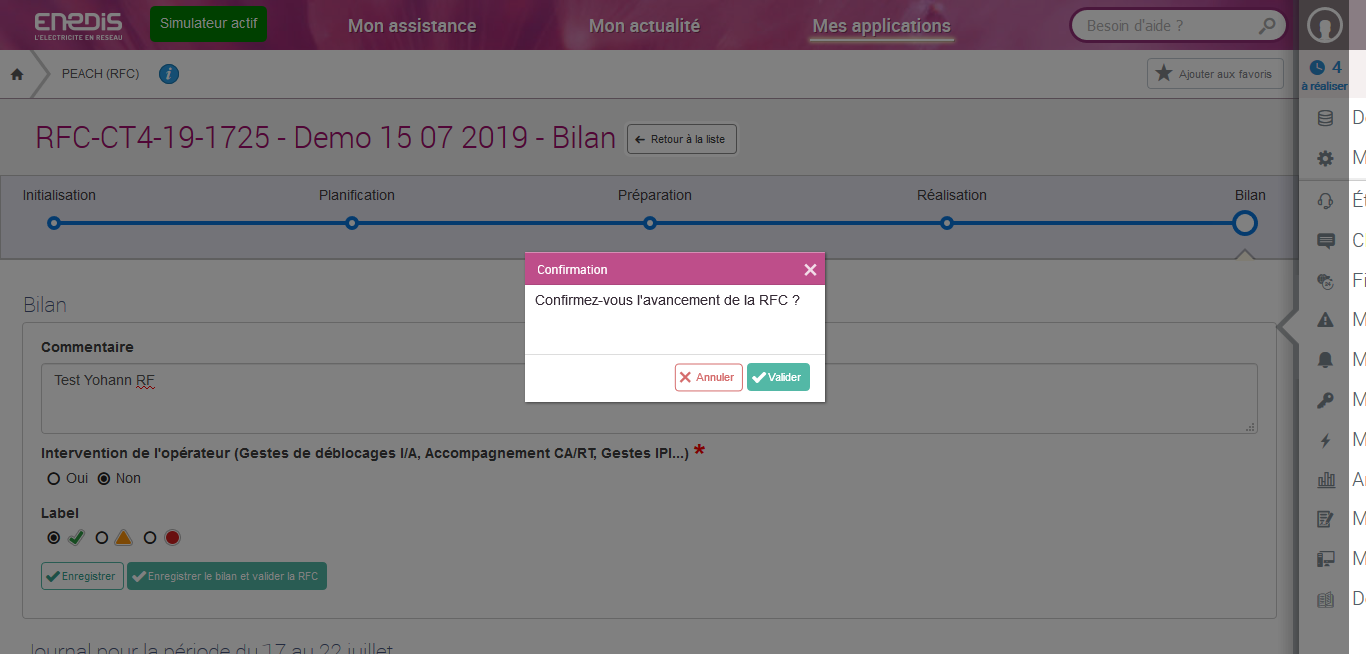 ENEDIS
L'ELECTRICITE EN RESEAU
Simulateur actif
Mon assistance
Mon actualité
Mes applications
Besoin d'aide ?
PEACH (RFC)
i
Ajouter aux favoris
4
à réaliser
RFC-CT4-19-1725 - Demo 15 07 2019 - Bilan
Retour à la liste
Initialisation
Planification
Préparation
Réalisation
Bilan
Confirmation
Confirmez-vous l'avancement de la RFC ?
Annuler
Valider
Bilan
Commentaire
Test Yohann RF
Intervention de l'opérateur (Gestes de déblocages I/A, Accompagnement CA/RT, Gestes IPI...) *
Oui
Non
Label
Enregistrer
Enregistrer le bilan et valider la RFC
Journal pour la période du 17 au 22 juillet